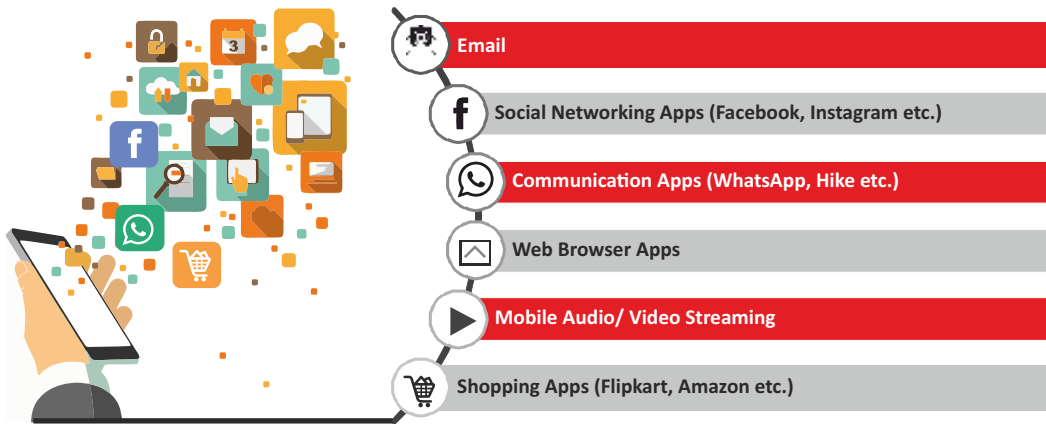 3
f
Email
f
Social Networking Apps (Facebook, Instagram etc.)
Communication Apps (WhatsApp, Hike etc.)
Web Browser Apps
Mobile Audio/ Video Streaming
Shopping Apps (Flipkart, Amazon etc.)